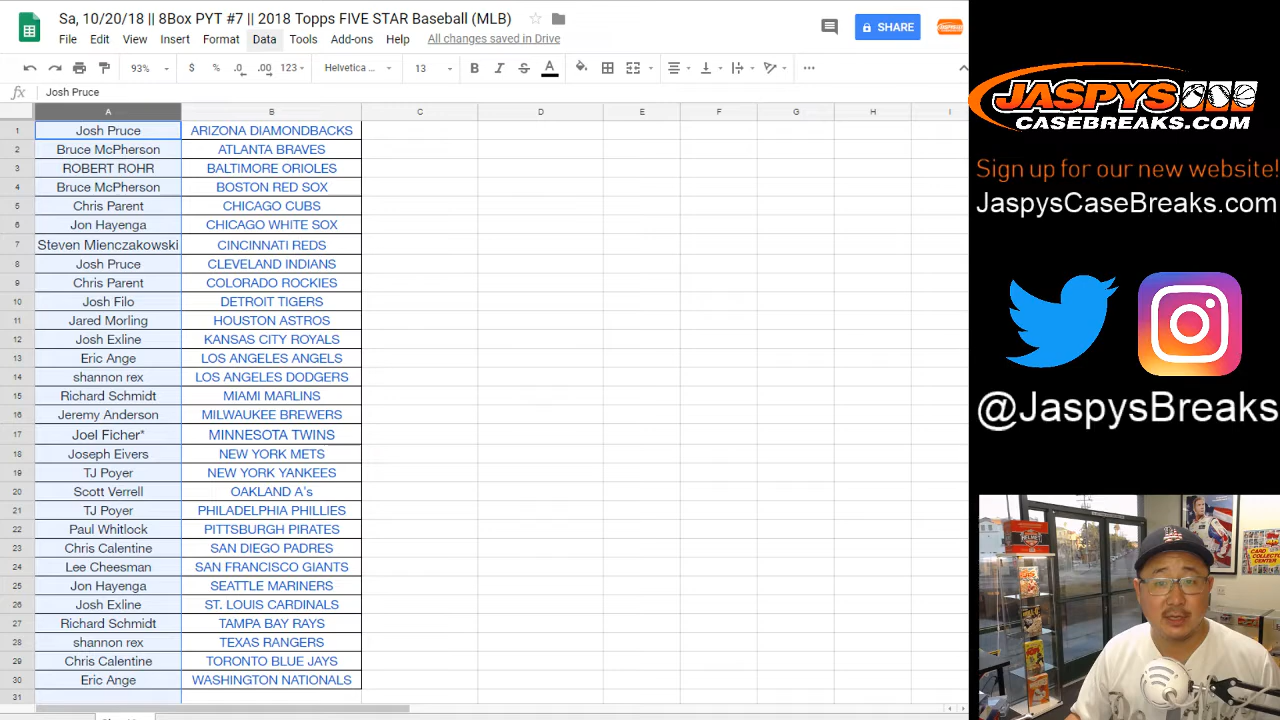 Sa, 10/20/18 || 8Box PYT #7 || 2018 Topps FIVE STAR Baseball (MLB)
File Edit View Insert Format Data Tools Add-ons Help All changes saved in Drive
SHARE
93% $ % .0 .00 123 Helvetica ... 13 B I S A
fx Josh Pruce
A B C D E F G H I
1 Josh Pruce ARIZONA DIAMONDBACKS
2 Bruce McPherson ATLANTA BRAVES
3 ROBERT ROHR BALTIMORE ORIOLES
4 Bruce McPherson BOSTON RED SOX
5 Chris Parent CHICAGO CUBS
6 Jon Hayenga CHICAGO WHITE SOX
7 Steven Mienczakowski CINCINNATI REDS
8 Josh Pruce CLEVELAND INDIANS
9 Chris Parent COLORADO ROCKIES
10 Josh Filo DETROIT TIGERS
11 Jared Morling HOUSTON ASTROS
12 Josh Exline KANSAS CITY ROYALS
13 Eric Ange LOS ANGELES ANGELS
14 shannon rex LOS ANGELES DODGERS
15 Richard Schmidt MIAMI MARLINS
16 Jeremy Anderson MILWAUKEE BREWERS
17 Joel Ficher* MINNESOTA TWINS
18 Joseph Eivers NEW YORK METS
19 TJ Poyer NEW YORK YANKEES
20 Scott Verrell OAKLAND A's
21 TJ Poyer PHILADELPHIA PHILLIES
22 Paul Whitlock PITTSBURGH PIRATES
23 Chris Calentine SAN DIEGO PADRES
24 Lee Cheesman SAN FRANCISCO GIANTS
25 Jon Hayenga SEATTLE MARINERS
26 Josh Exline ST. LOUIS CARDINALS
27 Richard Schmidt TAMPA BAY RAYS
28 shannon rex TEXAS RANGERS
29 Chris Calentine TORONTO BLUE JAYS
30 Eric Ange WASHINGTON NATIONALS
31
JASPYS
CASEBREAKS.COM
Sign up for our new website!
JaspysCaseBreaks.com
@JaspysBreaks
HELMET
CARD COLLECTOR CENTER